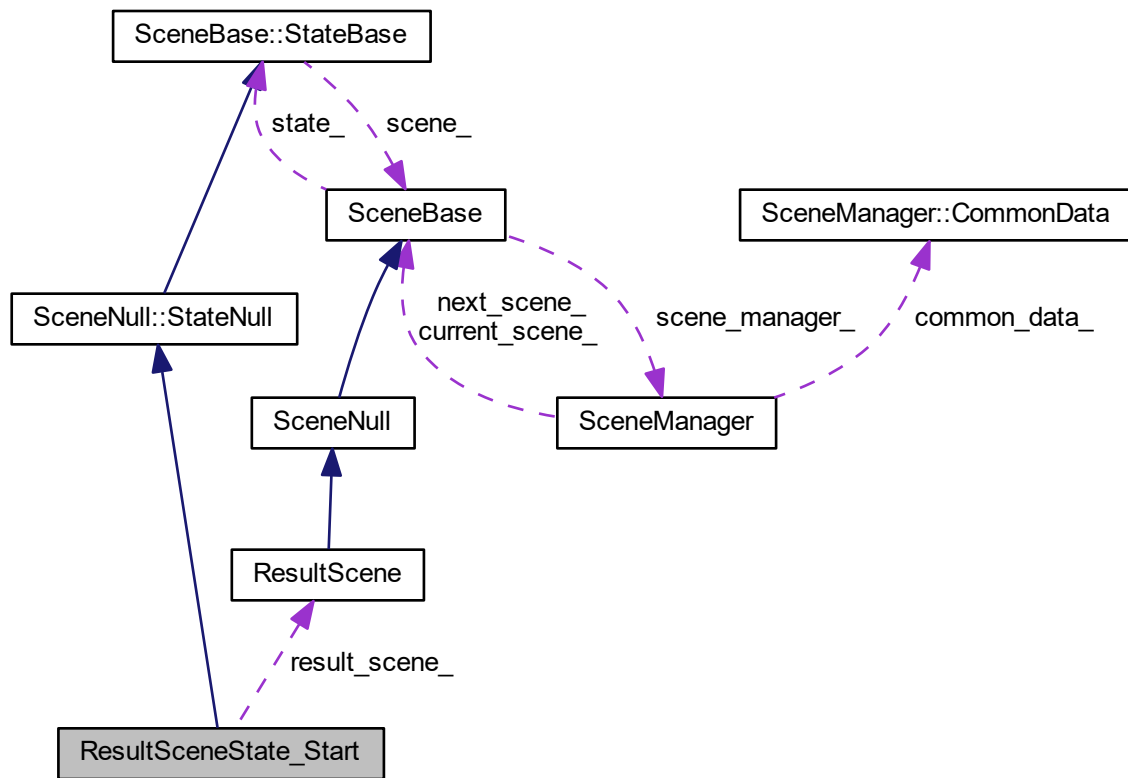 SceneBase::StateBase
state_
scene_
SceneBase
SceneManager::CommonData
SceneNull::StateNull
next_scene_
current_scene_
scene_manager_
common_data_
SceneNull
SceneManager
ResultScene
result_scene_
ResultSceneState_Start